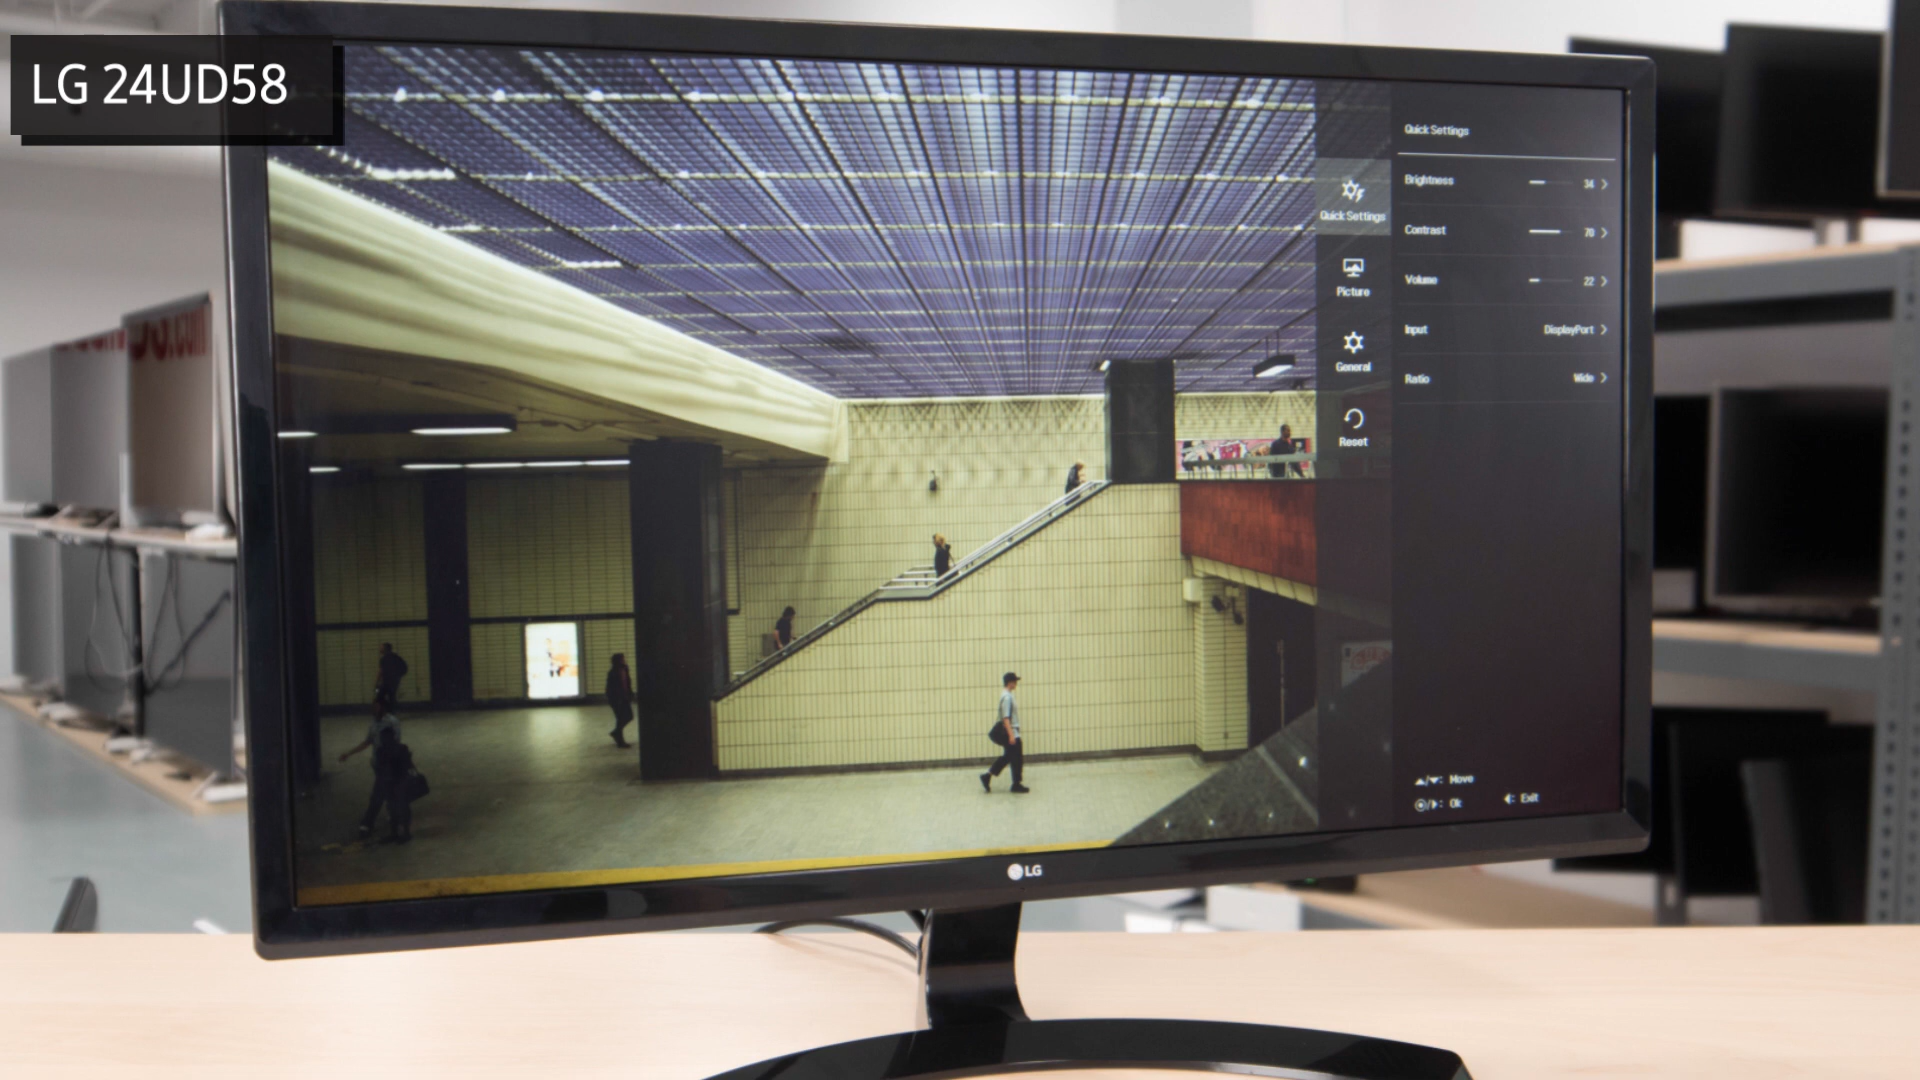 LG 24UD58
Quick Settings
Brightness 34
Contrast 70
Volume 22
Input DisplayPort
Ratio Wide
Quick Settings
Picture
General
Reset
Move
Ok Exit
LG